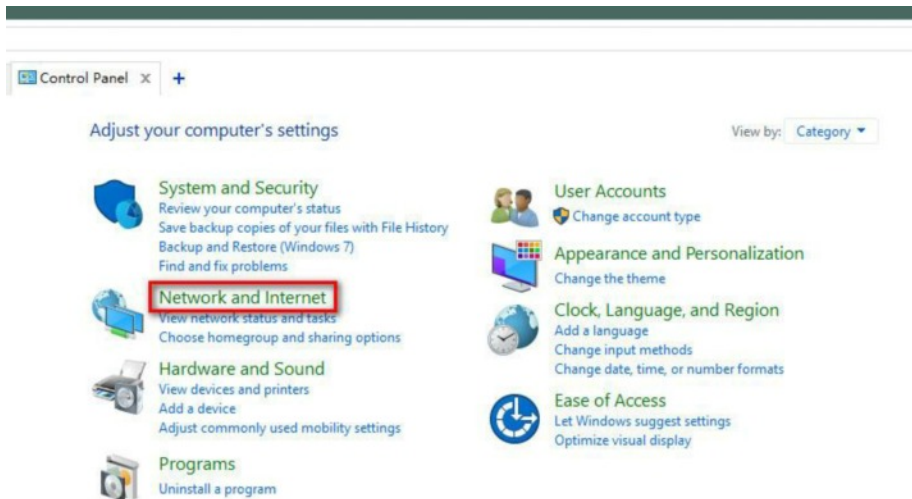 Control Panel x +
Adjust your computer's settings
View by: Category
System and Security
Review your computer's status
Save backup copies of your files with File History
Backup and Restore (Windows 7)
Find and fix problems
Network and Internet
View network status and tasks
Choose homegroup and sharing options
Hardware and Sound
View devices and printers
Add a device
Adjust commonly used mobility settings
Programs
Uninstall a program
User Accounts
Change account type
Appearance and Personalization
Change the theme
Clock, Language, and Region
Add a language
Change input methods
Change date, time, or number formats
Ease of Access
Let Windows suggest settings
Optimize visual display